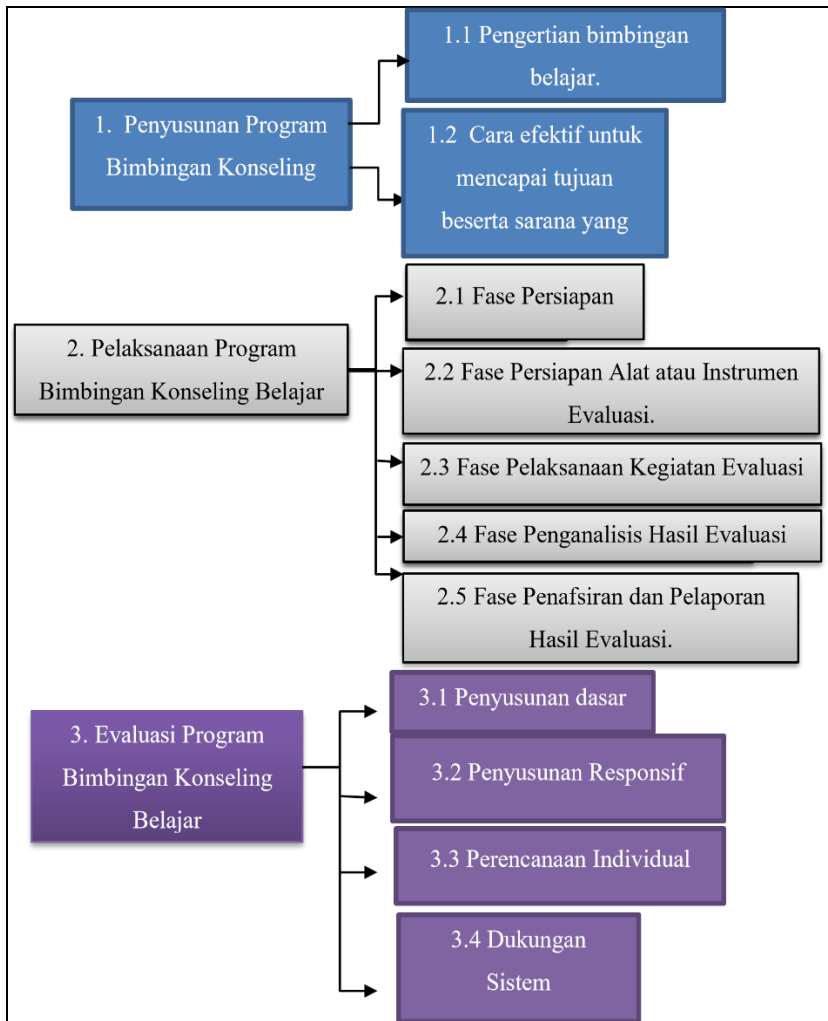 1. Penyusunan Program
Bimbingan Konseling
1.1 Pengertian bimbingan
belajar.
1.2 Cara efektif untuk
mencapai tujuan
beserta sarana yang
2. Pelaksanaan Program
Bimbingan Konseling Belajar
2.1 Fase Persiapan
2.2 Fase Persiapan Alat atau Instrumen
Evaluasi.
2.3 Fase Pelaksanaan Kegiatan Evaluasi
2.4 Fase Penganalisis Hasil Evaluasi
2.5 Fase Penafsiran dan Pelaporan
Hasil Evaluasi.
3. Evaluasi Program
Bimbingan Konseling
Belajar
3.1 Penyusunan dasar
3.2 Penyusunan Responsif
3.3 Perencanaan Individual
3.4 Dukungan
Sistem